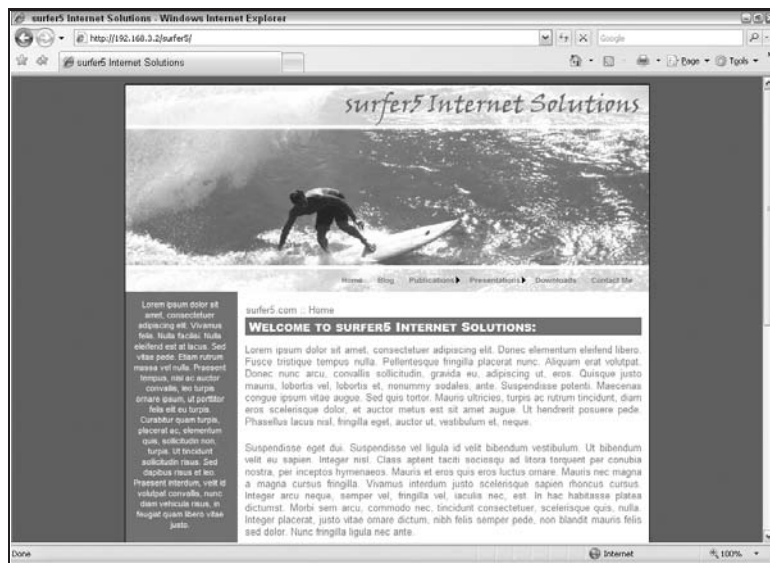 surfer5 Internet Solutions - Windows Internet Explorer
http://192.168.3.2/surfer5/
Google
surfer5 Internet Solutions
Page
Tools
surfer5 Internet Solutions
Home Blog Publications Presentations Downloads Contact Me
Lorem ipsum dolor sit
amet, consectetuer
adipiscing elit. Vivamus
felis. Nulla facilisi. Nulla
eleifend est at lacus. Sed
vitae pede. Etiam rutrum
massa vel nulla. Praesent
tempus, nisi ac auctor
convallis, leo turpis
ornare ipsum, ut porttitor
felis elit eu turpis.
Curabitur quam turpis,
placerat ac, elementum
quis, sollicitudin non,
turpis. Ut tincidunt
sollicitudin risus. Sed
dapibus risus et leo.
Praesent interdum, velit id
volutpat convallis, nunc
diam vehicula risus, in
feugiat quam libero vitae
justo.
surfer5.com :: Home
WELCOME TO SURFER5 INTERNET SOLUTIONS:
Lorem ipsum dolor sit amet, consectetuer adipiscing elit. Donec elementum eleifend libero.
Fusce tristique tempus nulla. Pellentesque fringilla placerat nunc. Aliquam erat volutpat.
Donec nunc arcu, convallis sollicitudin, gravida eu, adipiscing ut, eros. Quisque justo
mauris, lobortis vel, lobortis et, nonummy sodales, ante. Suspendisse potenti. Maecenas
congue ipsum vitae augue. Sed quis tortor. Mauris ultricies, turpis ac rutrum tincidunt, diam
eros scelerisque dolor, et auctor metus est sit amet augue. Ut hendrerit posuere pede.
Phasellus lacus nisl, fringilla eget, auctor ut, vestibulum et, neque.
Suspendisse eget dui. Suspendisse vel ligula id velit bibendum vestibulum. Ut bibendum
velit eu sapien. Integer nisl. Class aptent taciti sociosqu ad litora torquent per conubia
nostra, per inceptos hymenaeos. Mauris et eros quis eros luctus ornare. Mauris nec magna
a magna cursus fringilla. Vivamus interdum justo scelerisque sapien rhoncus cursus.
Integer arcu neque, semper vel, fringilla vel, iaculis nec, est. In hac habitasse platea
dictumst. Morbi sem arcu, commodo nec, tincidunt consectetuer, scelerisque quis, nulla.
Integer placerat, justo vitae ornare dictum, nibh felis semper pede, non blandit mauris felis
sed dolor. Nunc fringilla ligula nec ante.
Done
Internet
100%